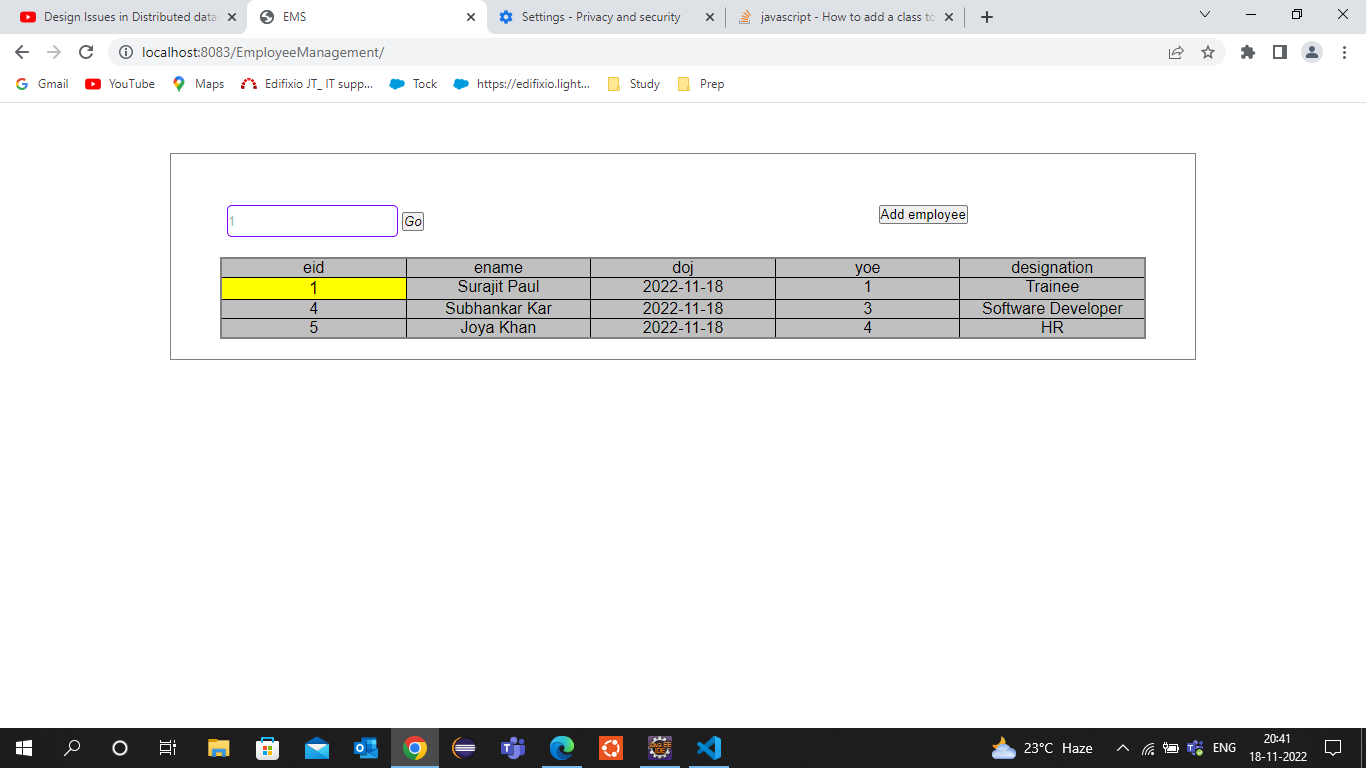 Design Issues in Distributed data
EMS
Settings - Privacy and security
javascript - How to add a class to
localhost:8083/EmployeeManagement/
Gmail
YouTube
Maps
Edifixio JT_ IT supp...
Tock
https://edifixio.light...
Study
Prep
1
Go
Add employee
eid ename doj yoe designation
1 Surajit Paul 2022-11-18 1 Trainee
4 Subhankar Kar 2022-11-18 3 Software Developer
5 Joya Khan 2022-11-18 4 HR
23°C Haze
ENG
20:41
18-11-2022